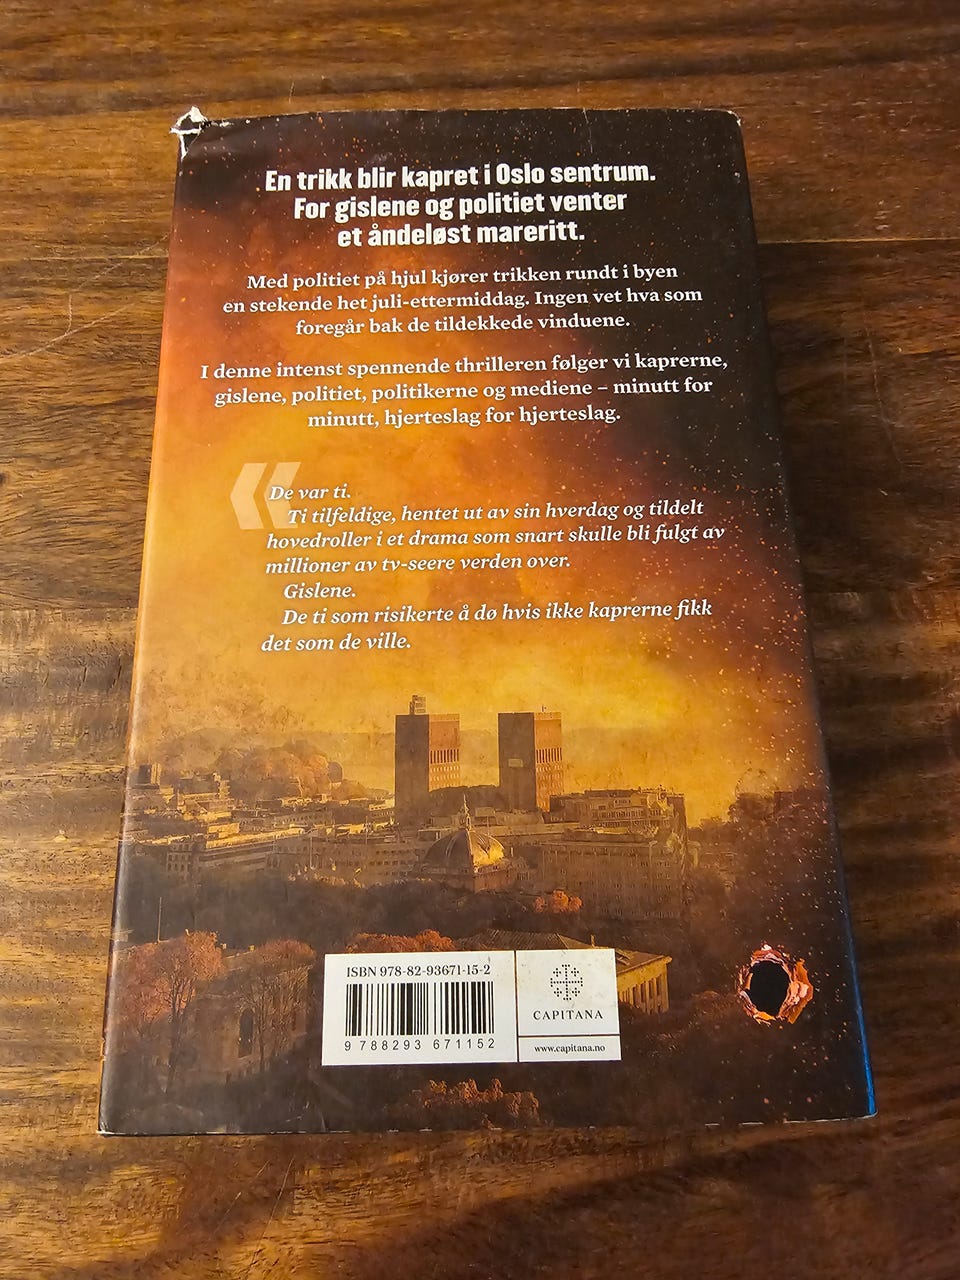 En trikk blir kapret i Oslo sentrum.
For gislene og politiet venter
et åndeløst mareritt.
Med politiet på hjul kjører trikken rundt i byen
en stekende het juli-ettermiddag. Ingen vet hva som
foregår bak de tildekkede vinduene.
I denne intenst spennende thrilleren følger vi kaprerne,
gislene, politiet, politikerne og mediene – minutt for
minutt, hjerteslag for hjerteslag.
«
De var ti.
Ti tilfeldige, hentet ut av sin hverdag og tildelt
hovedroller i et drama som snart skulle bli fulgt av
millioner av tv-seere verden over.
Gislene.
De ti som risikerte å dø hvis ikke kaprerne fikk
det som de ville.
ISBN 978-82-93671-15-2
9 788293 671152
CAPITANA
www.capitana.no